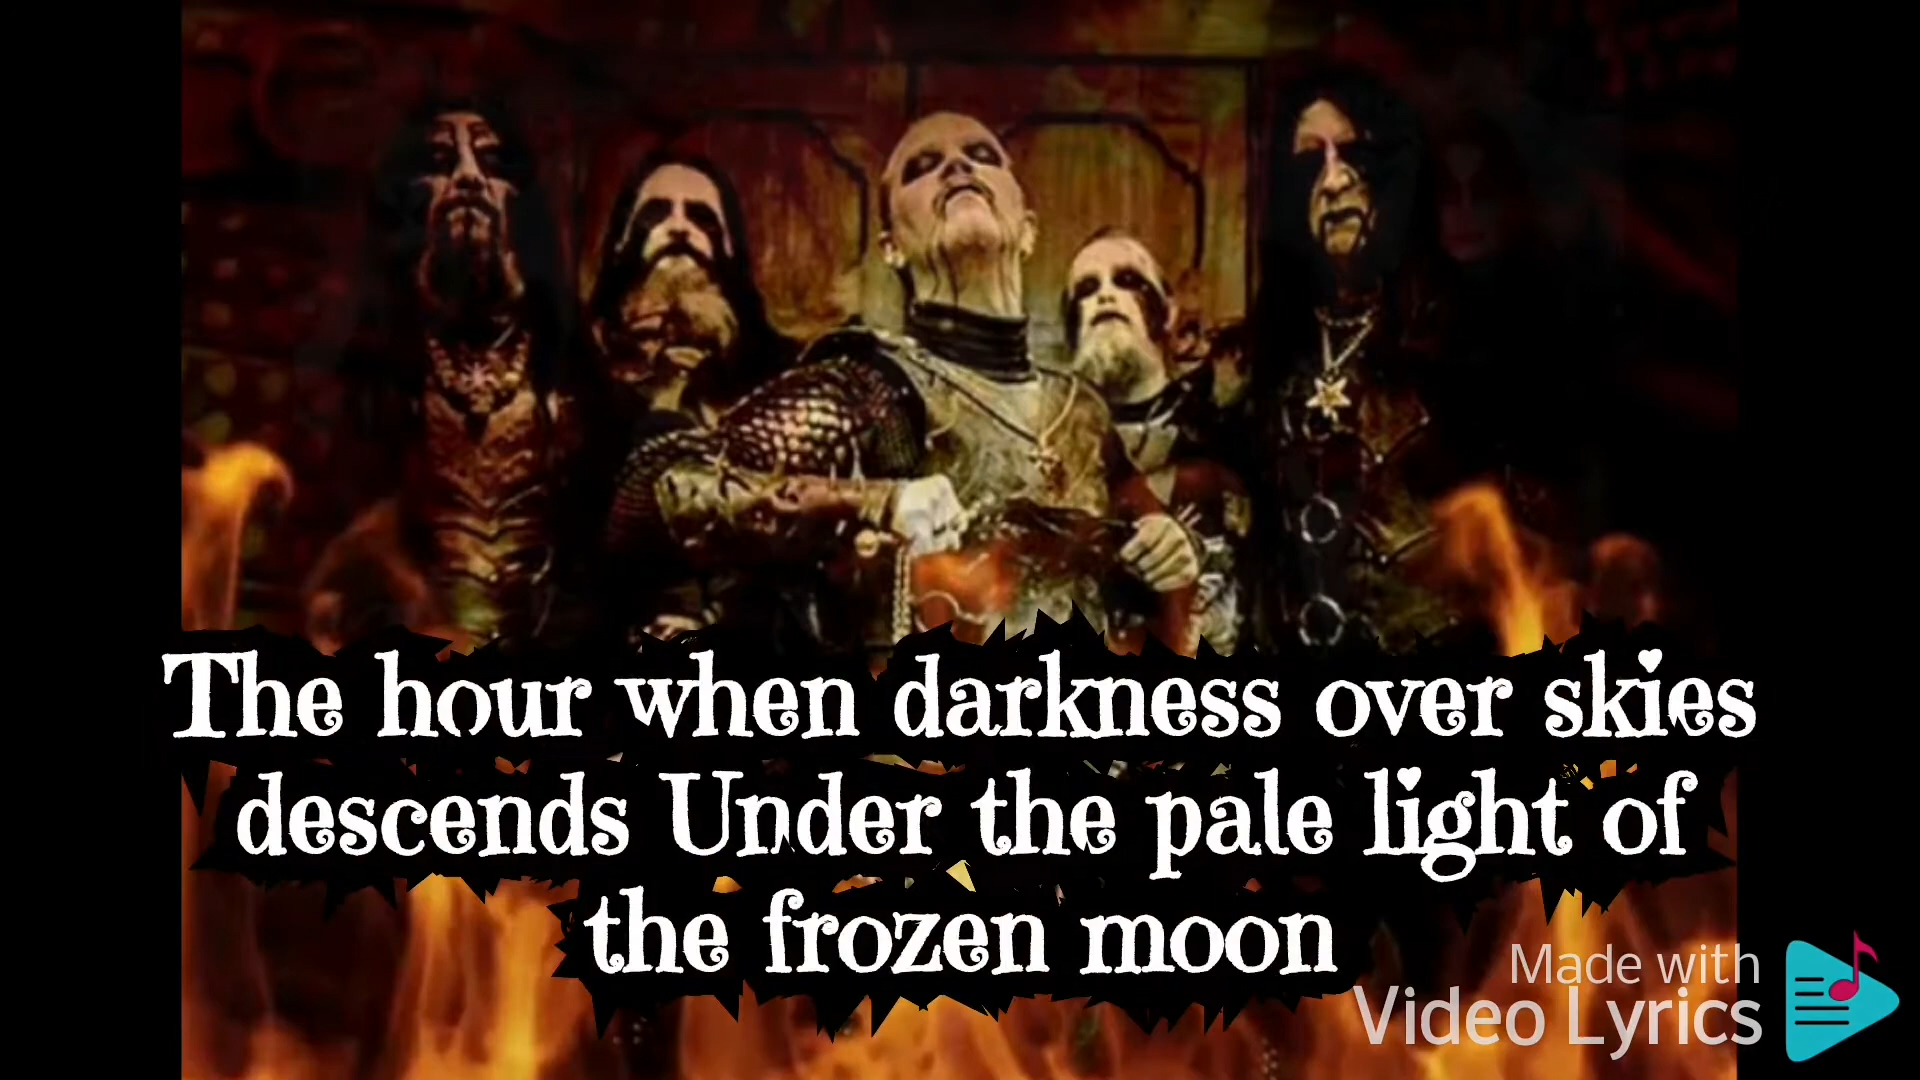 The hour when darkness over skies
descends Under the pale light of
the frozen moon
Made with
Video Lyrics